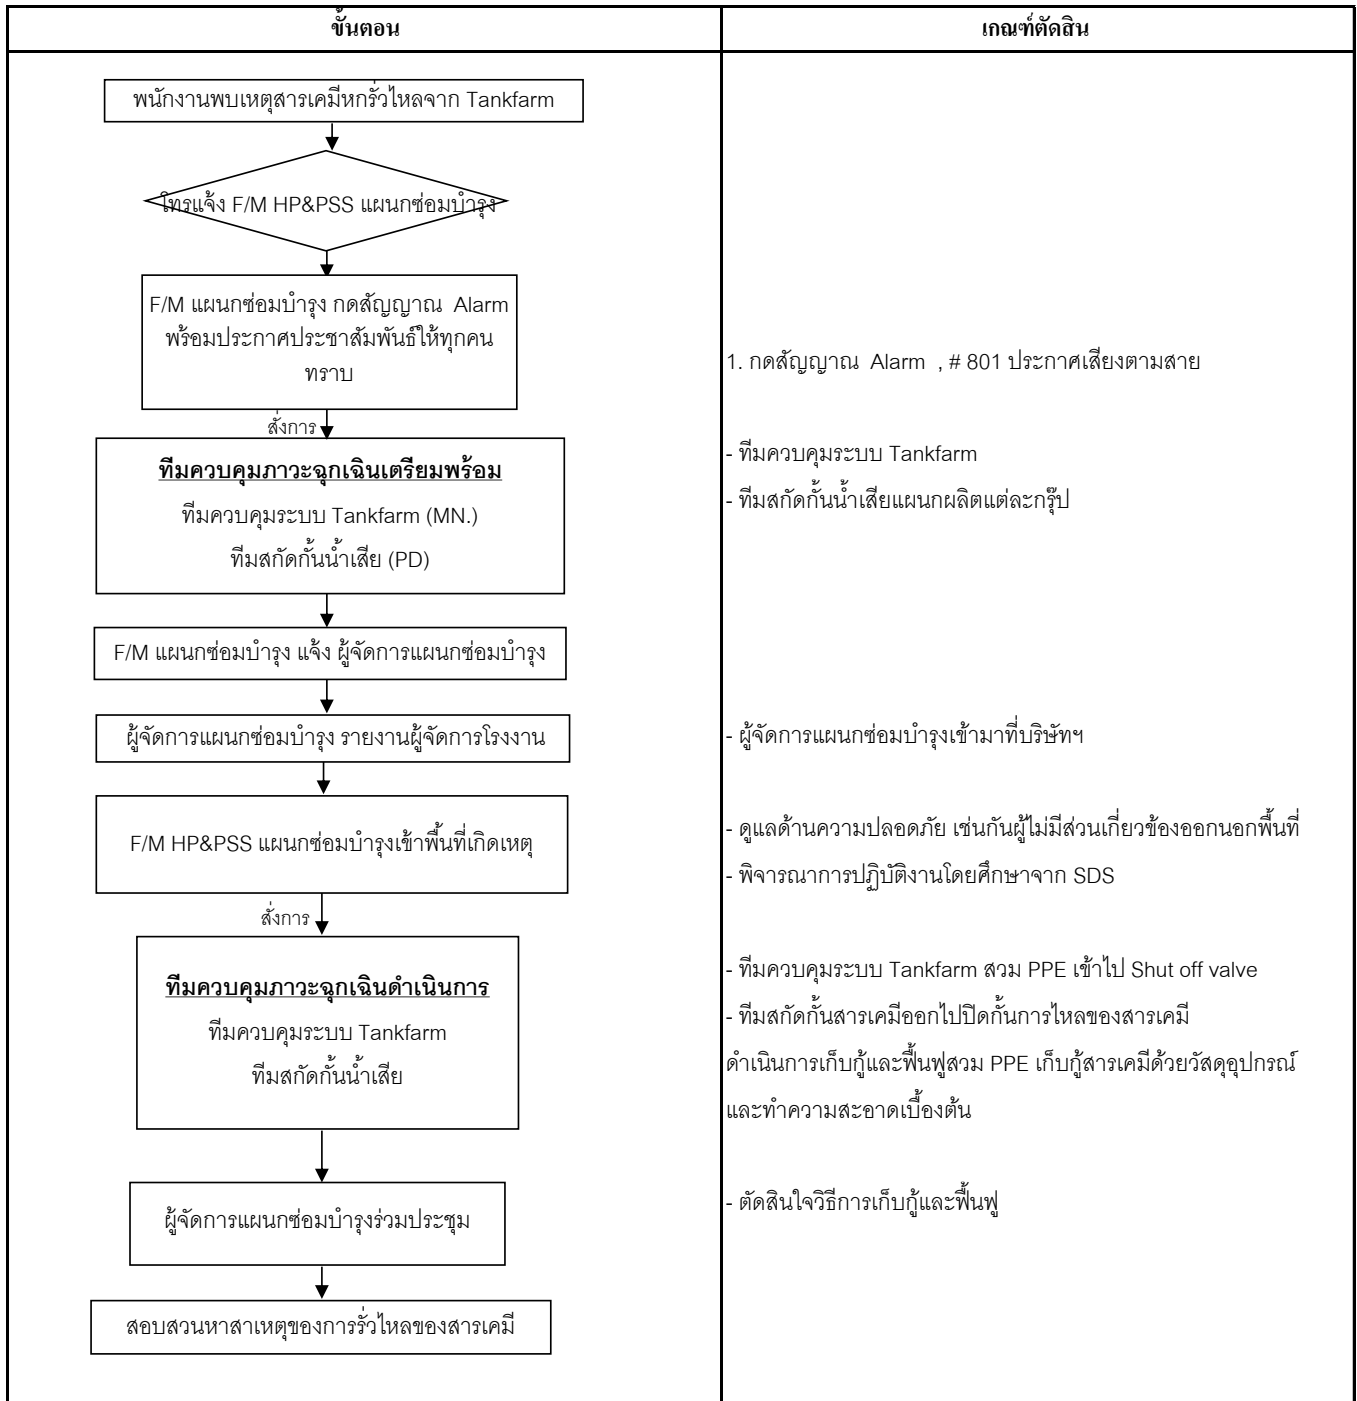 ขั้นตอน
เกณฑ์ตัดสิน
พนักงานพบเหตุสารเคมีหกรั่วไหลจาก Tankfarm
โทรแจ้ง F/M HP&PSS แผนกซ่อมบำรุง
F/M แผนกซ่อมบำรุง กดสัญญาณ Alarm
พร้อมประกาศประชาสัมพันธ์ให้ทุกคน
ทราบ
1. กดสัญญาณ Alarm , # 801 ประกาศเสียงตามสาย
สั่งการ
ทีมควบคุมภาวะฉุกเฉินเตรียมพร้อม
ทีมควบคุมระบบ Tankfarm (MN.)
ทีมสกัดกั้นน้ำเสีย (PD)
- ทีมควบคุมระบบ Tankfarm
- ทีมสกัดกั้นน้ำเสียแผนกผลิตแต่ละกรุ๊ป
F/M แผนกซ่อมบำรุง แจ้ง ผู้จัดการแผนกซ่อมบำรุง
ผู้จัดการแผนกซ่อมบำรุง รายงานผู้จัดการโรงงาน
- ผู้จัดการแผนกซ่อมบำรุงเข้ามาที่บริษัทฯ
F/M HP&PSS แผนกซ่อมบำรุงเข้าพื้นที่เกิดเหตุ
- ดูแลด้านความปลอดภัย เช่นกันผู้ไม่มีส่วนเกี่ยวข้องออกนอกพื้นที่
- พิจารณาการปฏิบัติงานโดยศึกษาจาก SDS
สั่งการ
ทีมควบคุมภาวะฉุกเฉินดำเนินการ
ทีมควบคุมระบบ Tankfarm
ทีมสกัดกั้นน้ำเสีย
- ทีมควบคุมระบบ Tankfarm สวม PPE เข้าไป Shut off valve
- ทีมสกัดกั้นสารเคมีออกไปปิดกั้นการไหลของสารเคมี
ดำเนินการเก็บกู้และฟื้นฟูสวม PPE เก็บกู้สารเคมีด้วยวัสดุอุปกรณ์
และทำความสะอาดเบื้องต้น
ผู้จัดการแผนกซ่อมบำรุงร่วมประชุม
- ตัดสินใจวิธีการเก็บกู้และฟื้นฟู
สอบสวนหาสาเหตุของการรั่วไหลของสารเคมี